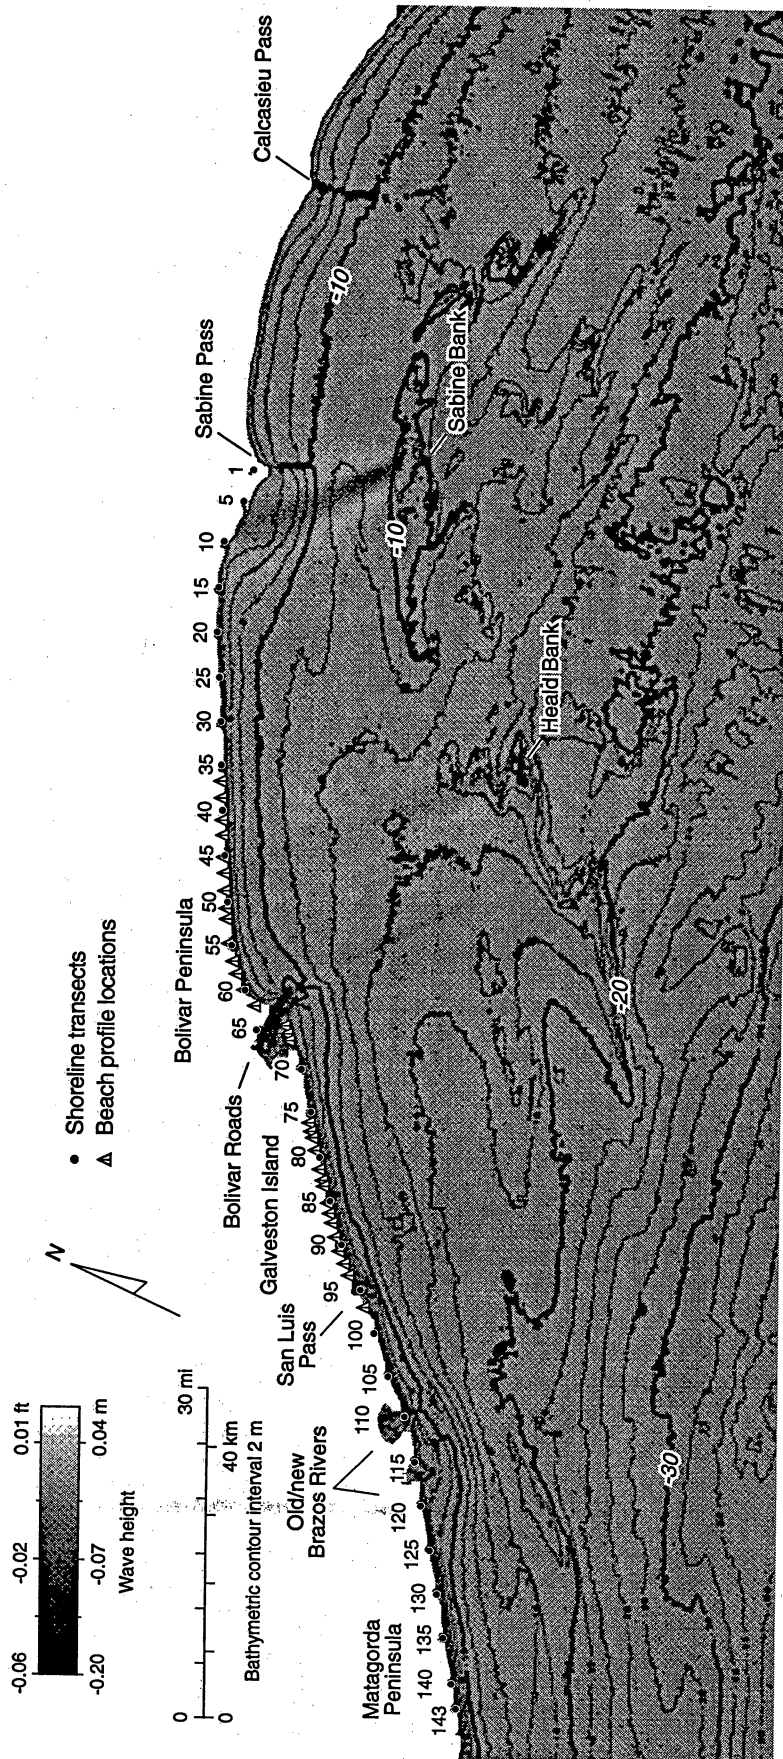 0.01 ft
-0.02
-0.06
0.04 m
-0.07
-0.20
Wave height
0
30 mi
0
40 km
Bathymetric contour interval 2 m
N
Shoreline transects
Beach profile locations
Matagorda
Peninsula
Old/new
Brazos Rivers
San Luis
Pass
Galveston Island
Bolivar Roads
Bolivar Peninsula
Sabine Pass
Calcasieu Pass
143
140
135
130
125
120
115
110
105
100
95
90
85
80
75
70
65
60
55
50
45
40
35
30
25
20
15
10
5
1
-10
-10
Sabine Bank
Heald Bank
-20
-30